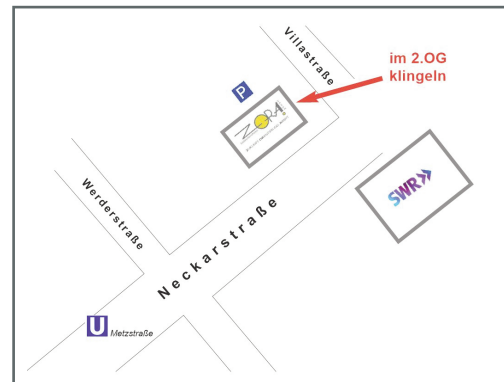 Villastraße
im 2.OG
klingeln
P
ZORA
SWR»
Werderstraße
Neckarstraße
U Metzstraße